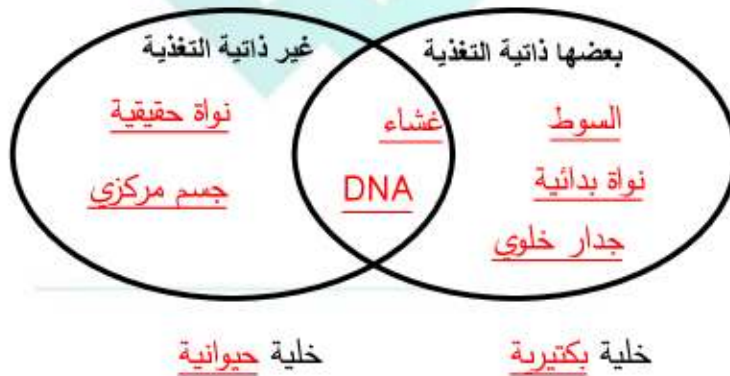 بعضها ذاتية التغذية
غير ذاتية التغذية
السوط
غشاء
نواة حقيقية
نواة بدائية
DNA
جسم مركزي
جدار خلوي
خلية بكتيرية
خلية حيوانية